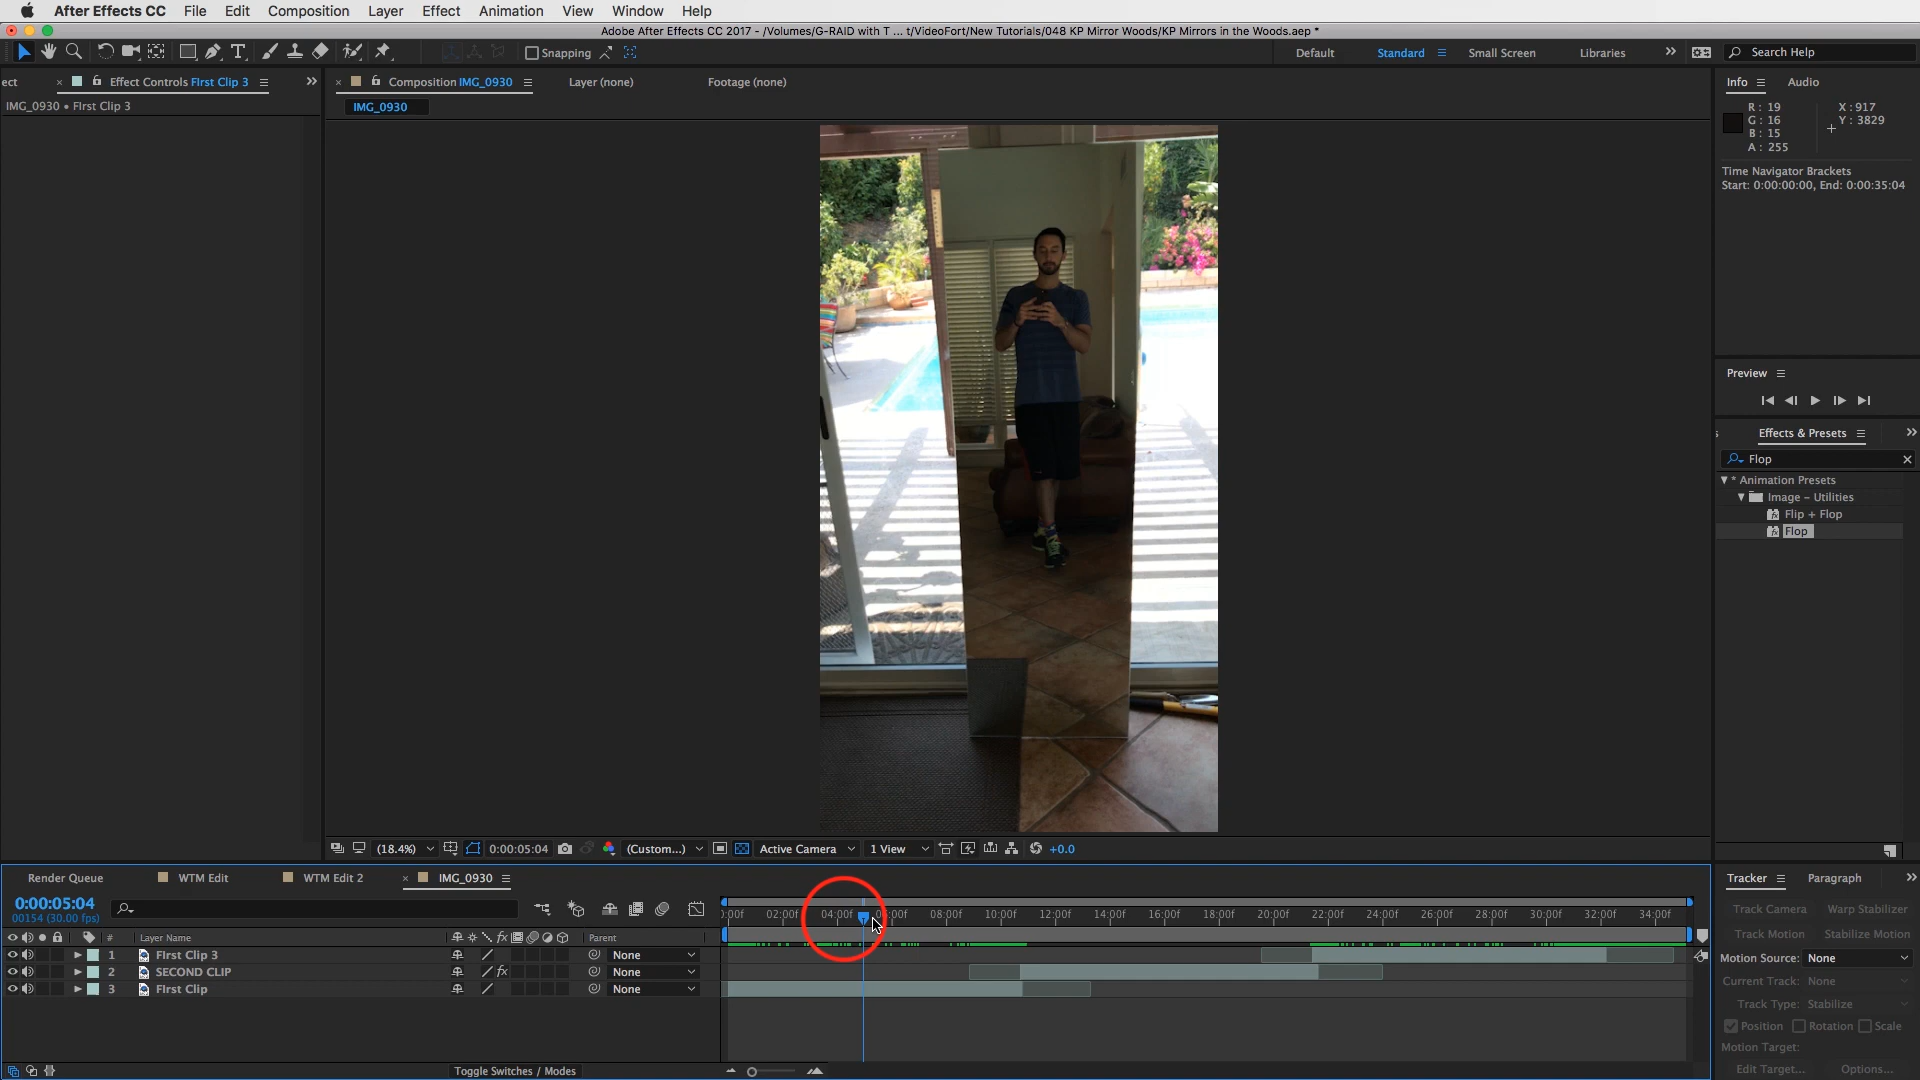 After Effects CC File Edit Composition Layer Effect Animation View Window Help
Adobe After Effects CC 2017 - /Volumes/G-RAID with T ... t/VideoFort/New Tutorials/048 KP Mirror Woods/KP Mirrors in the Woods.aep *
Snapping Default Standard Small Screen Libraries Search Help
ect Effect Controls FIrst Clip 3 Composition IMG_0930 Layer (none) Footage (none) Info Audio
IMG_0930 • FIrst Clip 3 IMG_0930
R: 19 X: 917
G: 16 Y: 3829
B: 15
A: 255
Time Navigator Brackets
Start: 0:00:00:00, End: 0:00:35:04
Preview
Effects & Presets
Flop
* Animation Presets
Image - Utilities
Flip + Flop
Flop
(18.4%) 0:00:05:04 (Custom...) Active Camera 1 View +0.0
Render Queue WTM Edit WTM Edit 2 IMG_0930 Tracker Paragraph
0:00:05:04
00154 (30.00 fps)
:00f 02:00f 04:00f 06:00f 08:00f 10:00f 12:00f 14:00f 16:00f 18:00f 20:00f 22:00f 24:00f 26:00f 28:00f 30:00f 32:00f 34:00f
# Layer Name fx Parent
1 FIrst Clip 3 None
2 SECOND CLIP fx None
3 FIrst Clip None
Toggle Switches / Modes
Track Camera Warp Stabilizer
Track Motion Stabilize Motion
Motion Source: None
Current Track: None
Track Type: Stabilize
Position Rotation Scale
Motion Target:
Edit Target... Options...